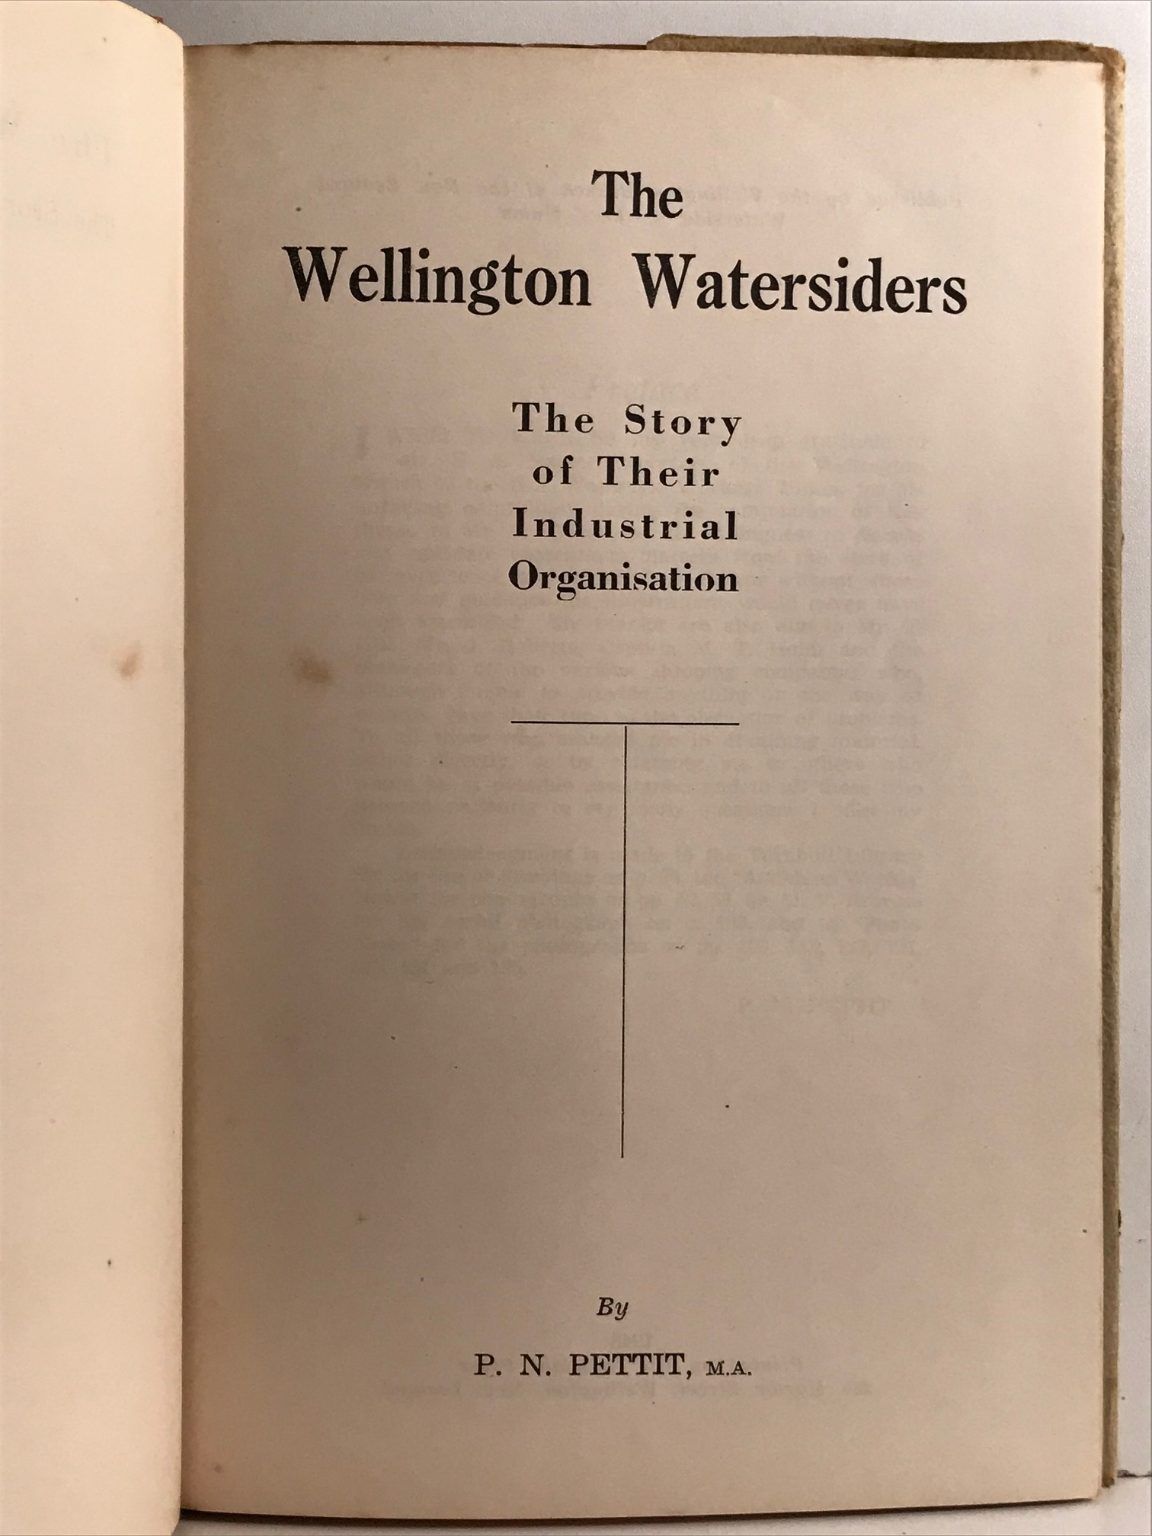 The
Wellington Watersiders
The Story
of Their
Industrial
Organisation
By
P. N. PETTIT, M.A.